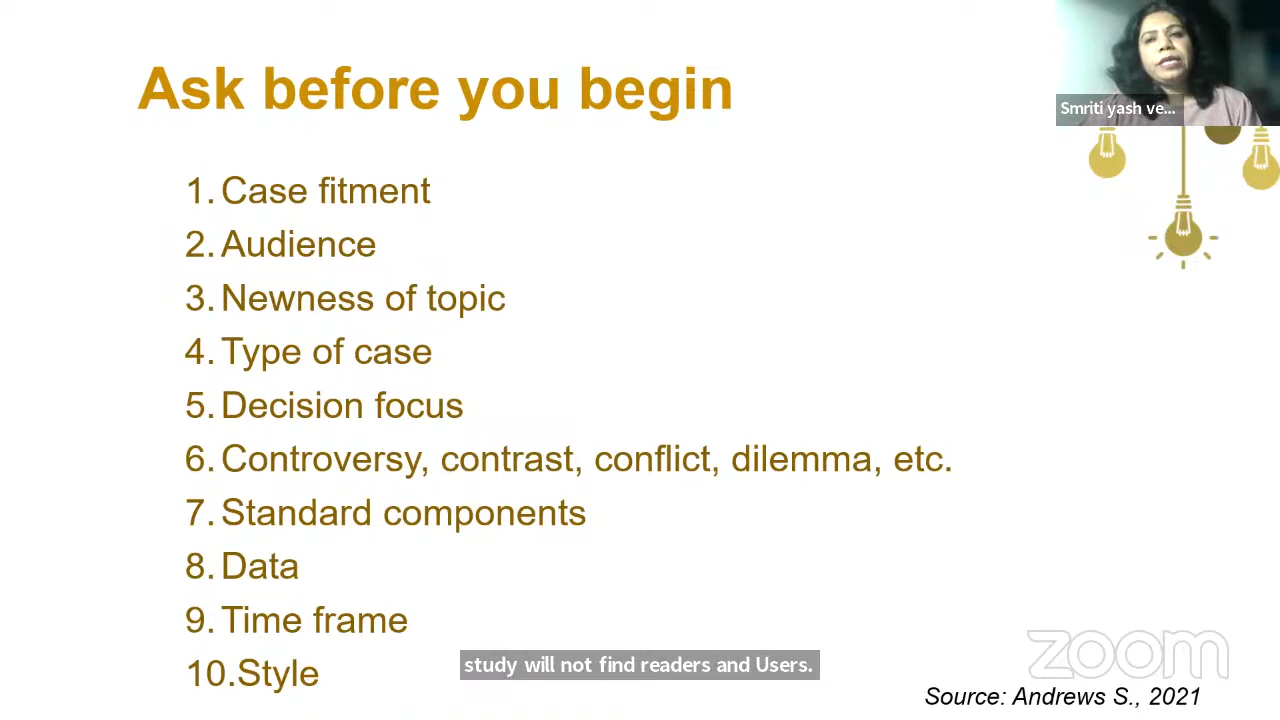 Ask before you begin
Smriti yash ve...
1. Case fitment
2. Audience
3. Newness of topic
4. Type of case
5. Decision focus
6. Controversy, contrast, conflict, dilemma, etc.
7. Standard components
8. Data
9. Time frame
10.Style
study will not find readers and Users.
zoom
Source: Andrews S., 2021